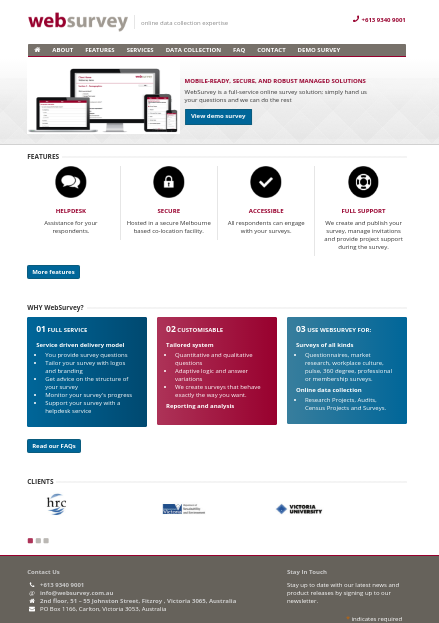 websurvey online data collection expertise
+613 9340 9001
ABOUT FEATURES SERVICES DATA COLLECTION FAQ CONTACT DEMO SURVEY
MOBILE-READY, SECURE, AND ROBUST MANAGED SOLUTIONS
WebSurvey is a full-service online survey solution: simply hand us
your questions and we can do the rest
View demo survey
FEATURES
HELPDESK
Assistance for your
respondents.
SECURE
Hosted in a secure Melbourne
based co-location facility.
ACCESSIBLE
All respondents can engage
with your surveys.
FULL SUPPORT
We create and publish your
survey, manage invitations
and provide project support
during the survey.
More features
WHY WebSurvey?
01 FULL SERVICE
Service driven delivery model
You provide survey questions
Tailor your survey with logos
and branding
Get advice on the structure of
your survey
Monitor your survey's progress
Support your survey with a
helpdesk service
02 CUSTOMISABLE
Tailored system
Quantitative and qualitative
questions
Adaptive logic and answer
variations
We create surveys that behave
exactly the way you want.
Reporting and analysis
03 USE WEBSURVEY FOR:
Surveys of all kinds
Questionnaires, market
research, workplace culture,
pulse, 360 degree, professional
or membership surveys.
Online data collection
Research Projects, Audits,
Census Projects and Surveys.
Read our FAQs
CLIENTS
hrc
VICTORIA
UNIVERSITY
Contact Us
+613 9340 9001
info@websurvey.com.au
2nd floor, 31 - 55 Johnston Street, Fitzroy , Victoria 3065, Australia
PO Box 1166, Carlton, Victoria 3053, Australia
Stay In Touch
Stay up to date with our latest news and
product releases by signing up to our
newsletter.
* indicates required